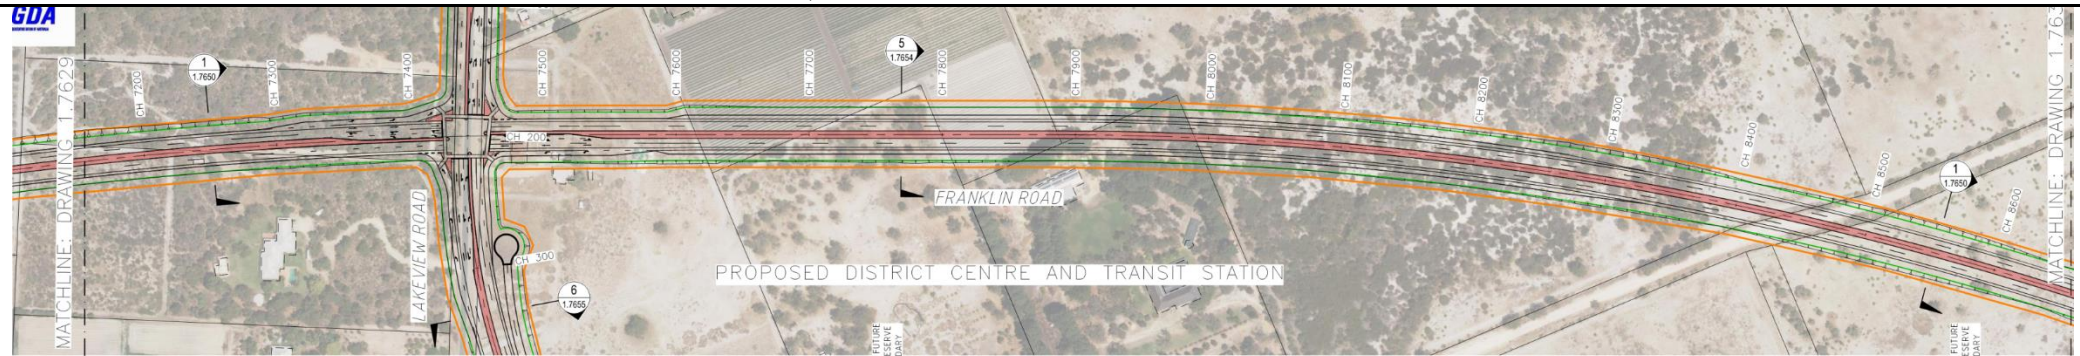 GDA
MATCHLINE: DRAWING 1.7629
CH 7200
1
1.7650
CH 7300
CH 7400
CH 7500
CH 7600
CH 7700
5
1.7654
CH 7800
CH 7900
CH 8000
CH 8100
CH 8200
CH 8300
CH 8400
CH 8500
1
1.7650
CH 8600
MATCHLINE: DRAWING 1.763
CH 200
FRANKLIN ROAD
LAKEVIEW ROAD
CH 300
6
1.7655
PROPOSED DISTRICT CENTRE AND TRANSIT STATION
FUTURE
ESERVE
DARY
FUTURE
ESERVE
DARY